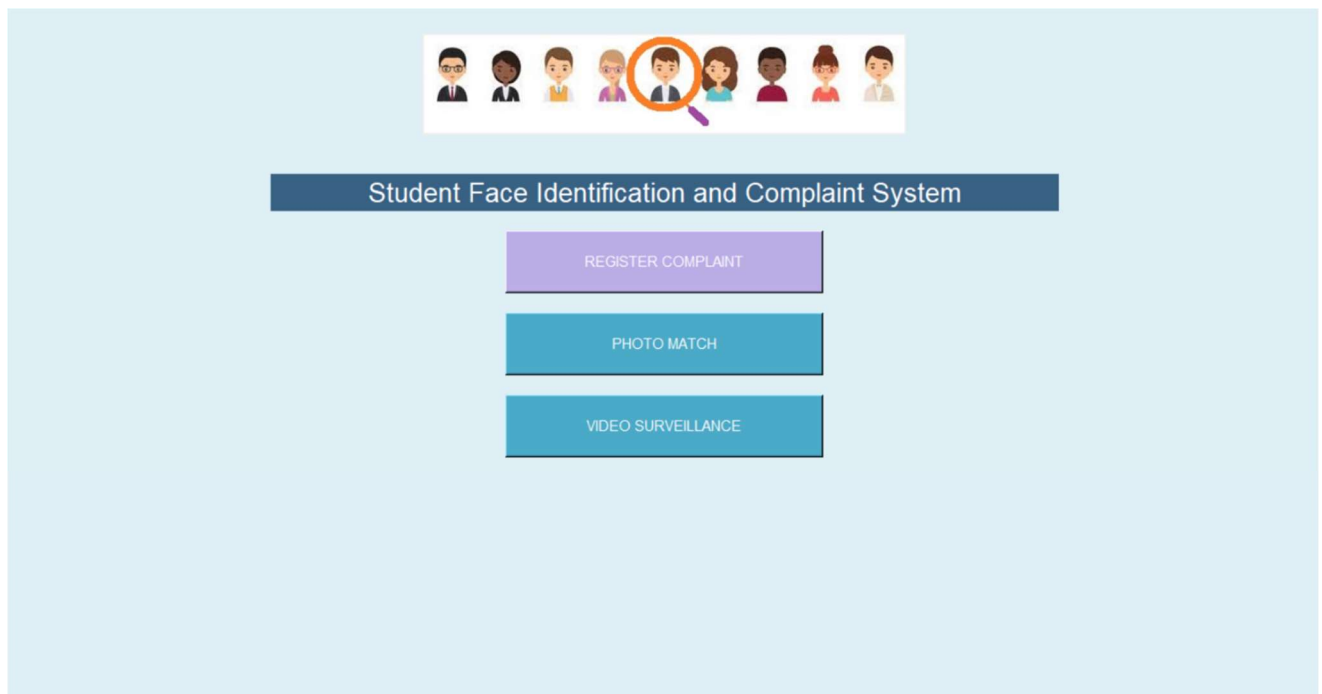 Student Face Identification and Complaint System
REGISTER COMPLAINT
PHOTO MATCH
VIDEO SURVEILLANCE